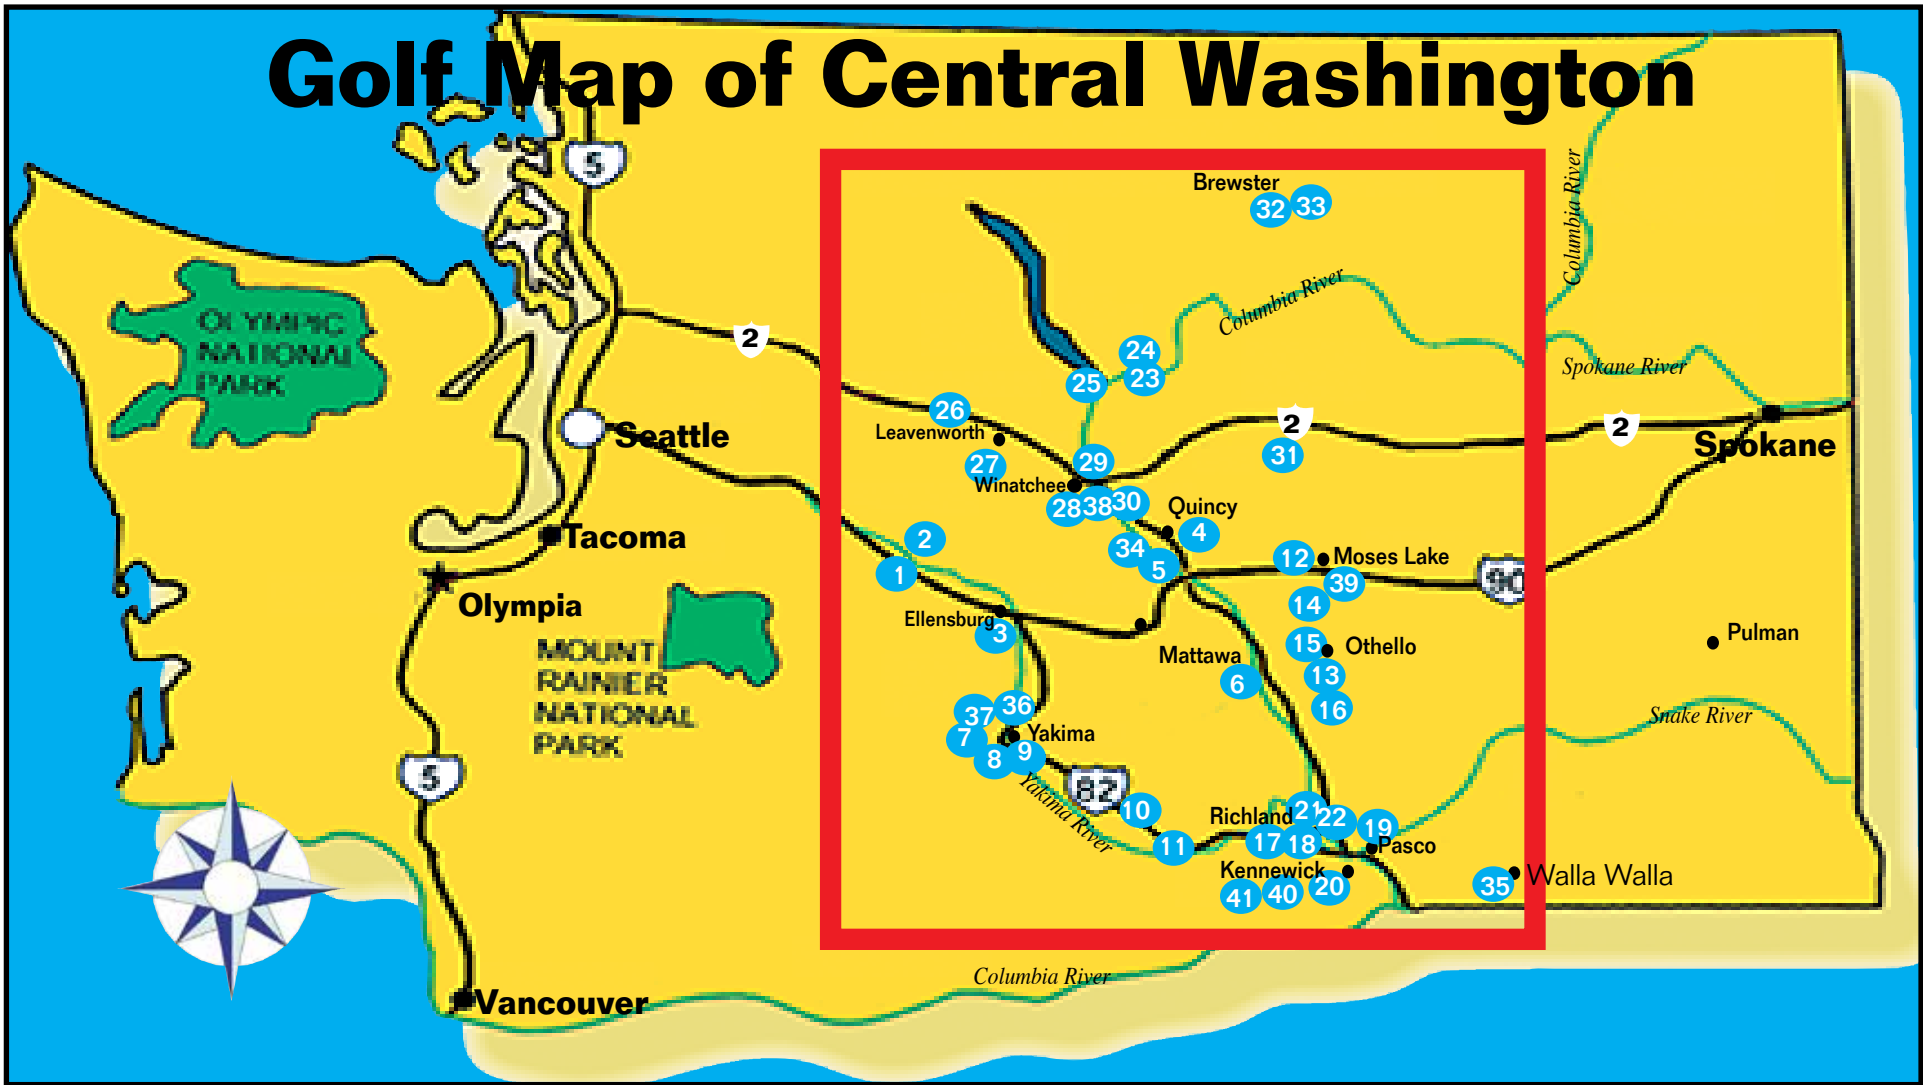 Golf Map of Central Washington
5
Brewster
32
33
Columbia River
OLYMPIC
NATIONAL
PARK
2
Columbia River
24
23
25
Spokane River
26
Leavenworth
27
Seattle
2
2
Spokane
29
31
Winatchee
28
38
30
Quincy
4
Tacoma
2
1
34
5
12
Moses Lake
39
90
14
Olympia
Ellensburg
3
MOUNT
RAINIER
NATIONAL
PARK
Mattawa
6
15
Othello
13
16
Pulman
Snake River
37
36
7
Yakima
8
9
5
82
Yakima River
10
11
Richland
21
22
19
17
18
Pasco
Kennewick
41
40
20
35
Walla Walla
Columbia River
Vancouver